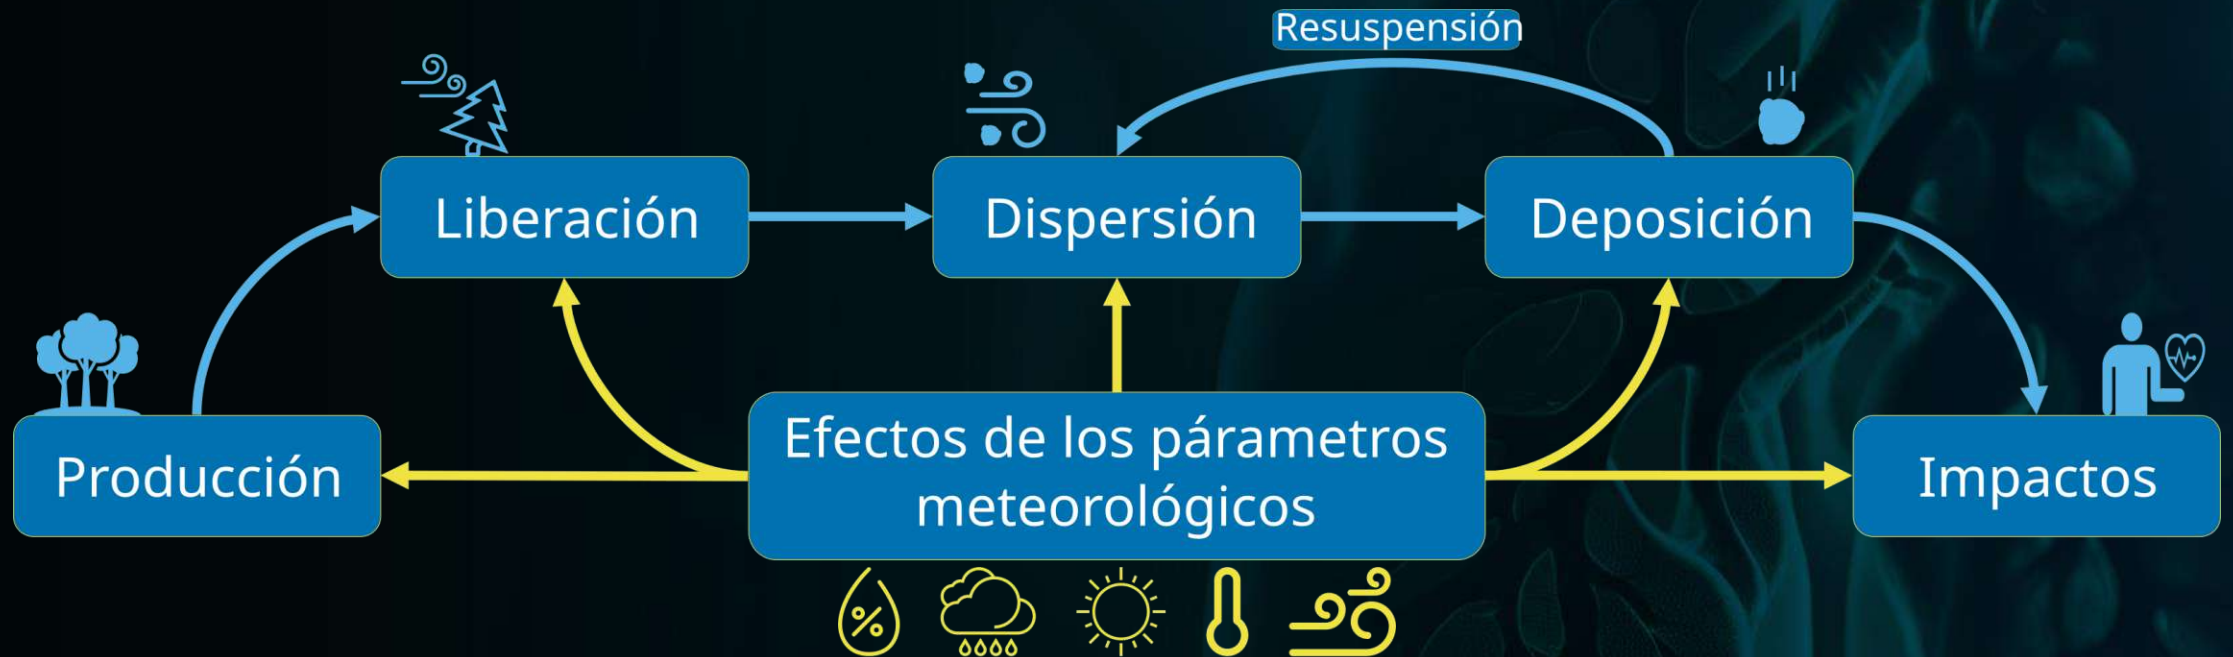 Resuspensión
Liberación
Dispersión
Deposición
Producción
Efectos de los párametros
meteorológicos
Impactos
%